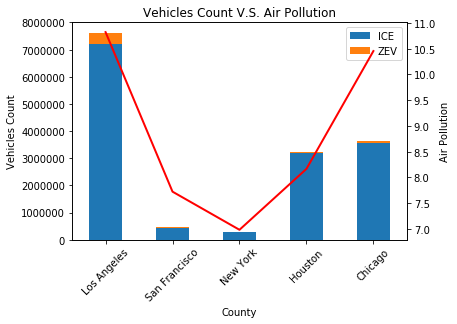 Vehicles Count V.S. Air Pollution
ICE
ZEV
Vehicles Count
8000000
7000000
6000000
5000000
4000000
3000000
2000000
1000000
0
Air Pollution
11.0
10.5
10.0
9.5
9.0
8.5
8.0
7.5
7.0
Los Angeles
San Francisco
New York
Houston
Chicago
County